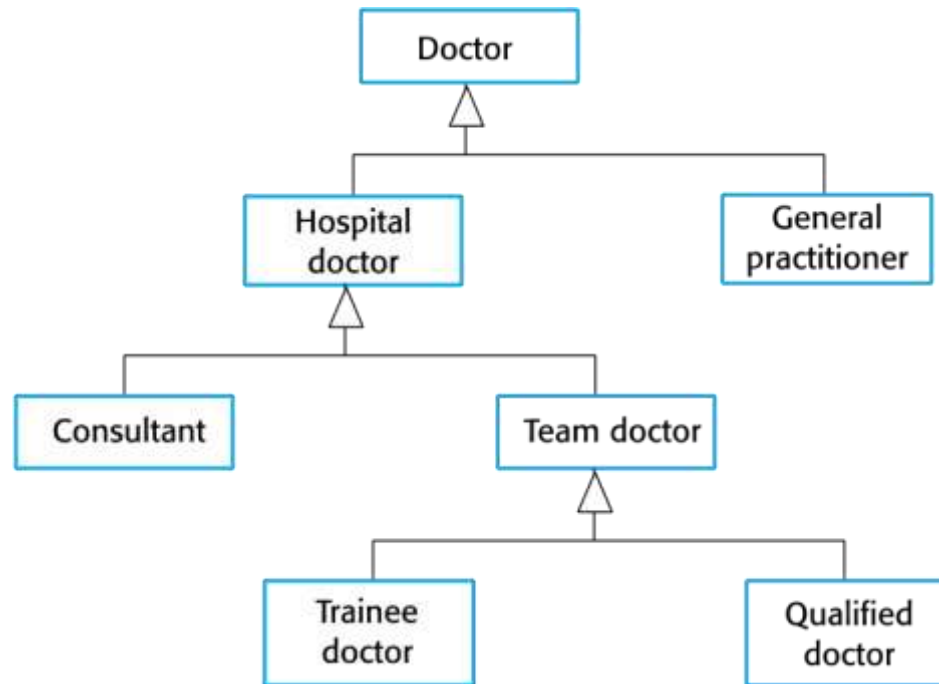 Doctor
Hospital
doctor
General
practitioner
Consultant
Team doctor
Trainee
doctor
Qualified
doctor